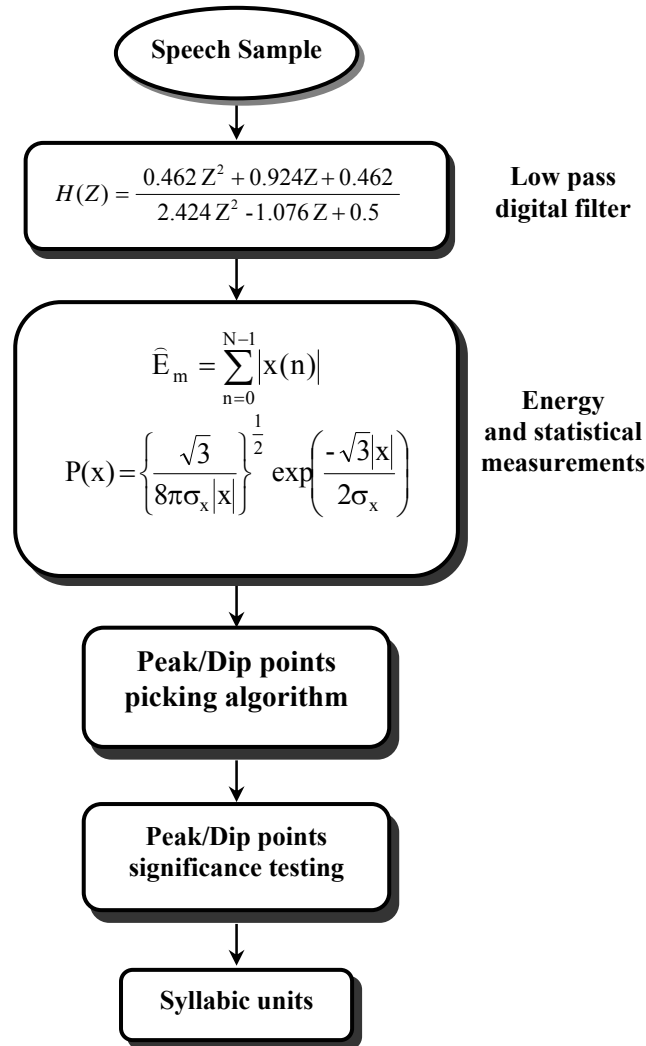 Speech Sample
H(Z) = (0.462 Z² + 0.924Z + 0.462) / (2.424 Z² -1.076 Z + 0.5)
Low pass
digital filter
Ê_m = ∑_{n=0}^{N−1} |x(n)|
P(x) = {√3 / (8πσ_x|x|)}^{1/2} exp(-√3|x| / 2σ_x)
Energy
and statistical
measurements
Peak/Dip points
picking algorithm
Peak/Dip points
significance testing
Syllabic units